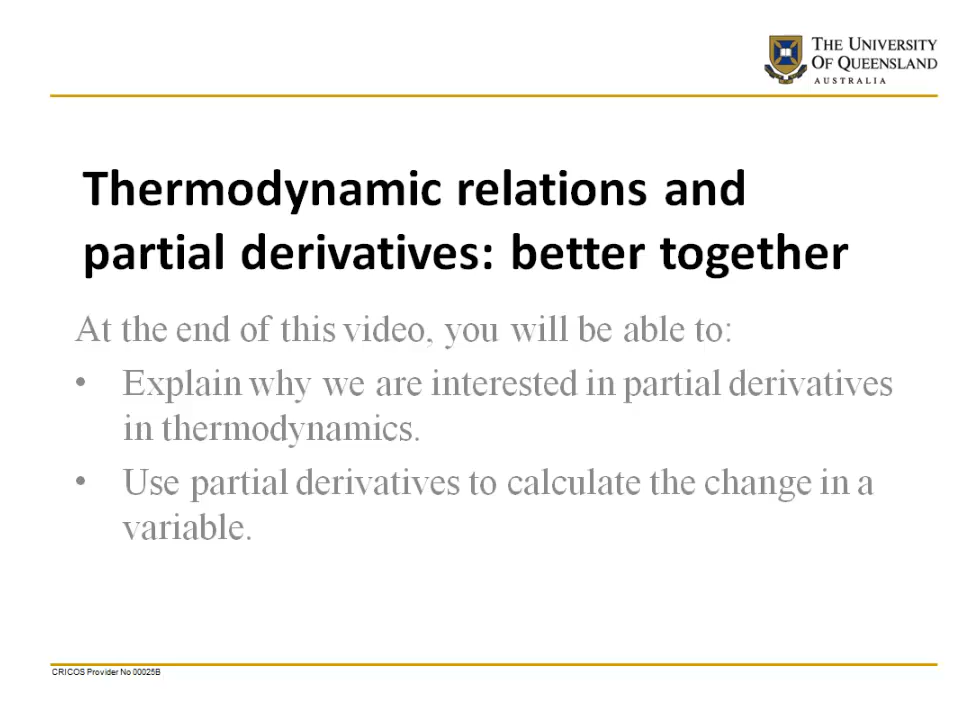 THE UNIVERSITY
OF QUEENSLAND
AUSTRALIA
Thermodynamic relations and
partial derivatives: better together
At the end of this video, you will be able to:
• Explain why we are interested in partial derivatives
in thermodynamics.
• Use partial derivatives to calculate the change in a
variable.
CRICOS Provider No 00025B